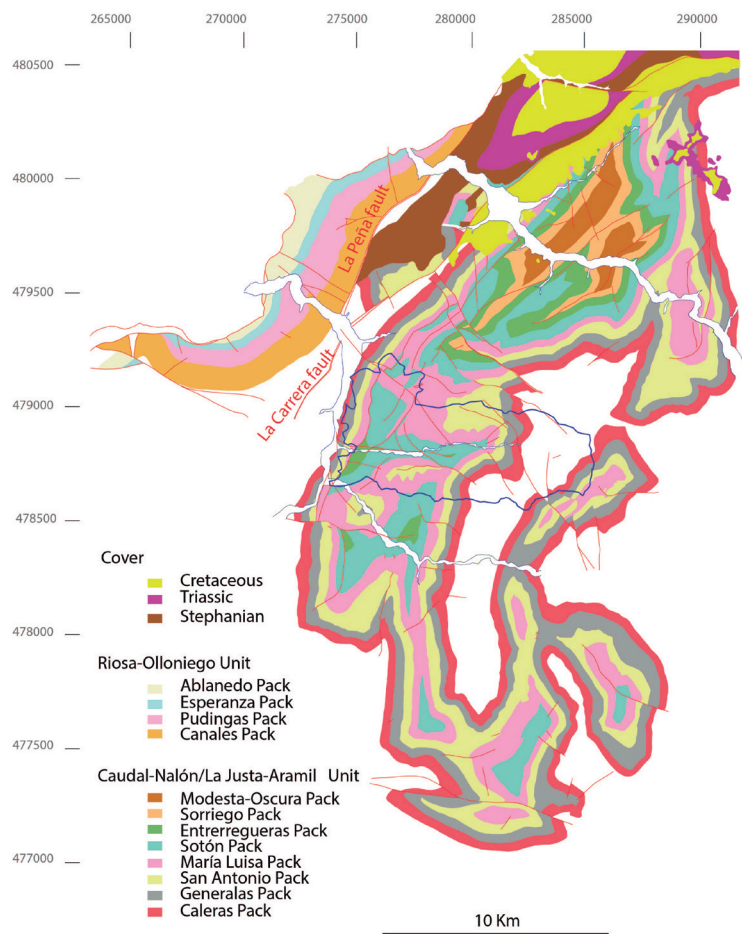 265000 270000 275000 280000 285000 290000
480500
480000
479500
479000
478500
478000
477500
477000
La Peña fault
La Carrera fault
Cover
Cretaceous
Triassic
Stephanian
Riosa-Olloniego Unit
Ablanedo Pack
Esperanza Pack
Pudingas Pack
Canales Pack
Caudal-Nalón/La Justa-Aramil Unit
Modesta-Oscura Pack
Sorriego Pack
Entrerregueras Pack
Sotón Pack
María Luisa Pack
San Antonio Pack
Generalas Pack
Caleras Pack
10 Km